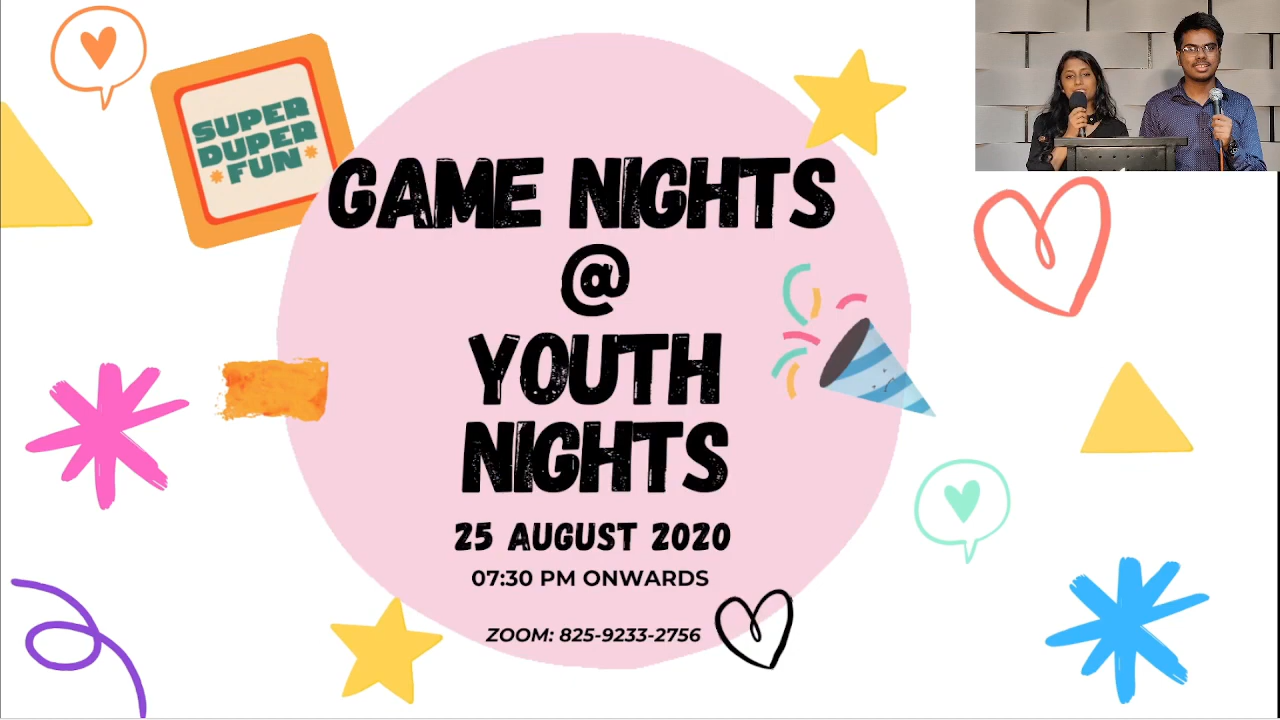 SUPER
DUPER
FUN
GAME NIGHTS
@
YOUTH
NIGHTS
25 AUGUST 2020
07:30 PM ONWARDS
ZOOM: 825-9233-2756